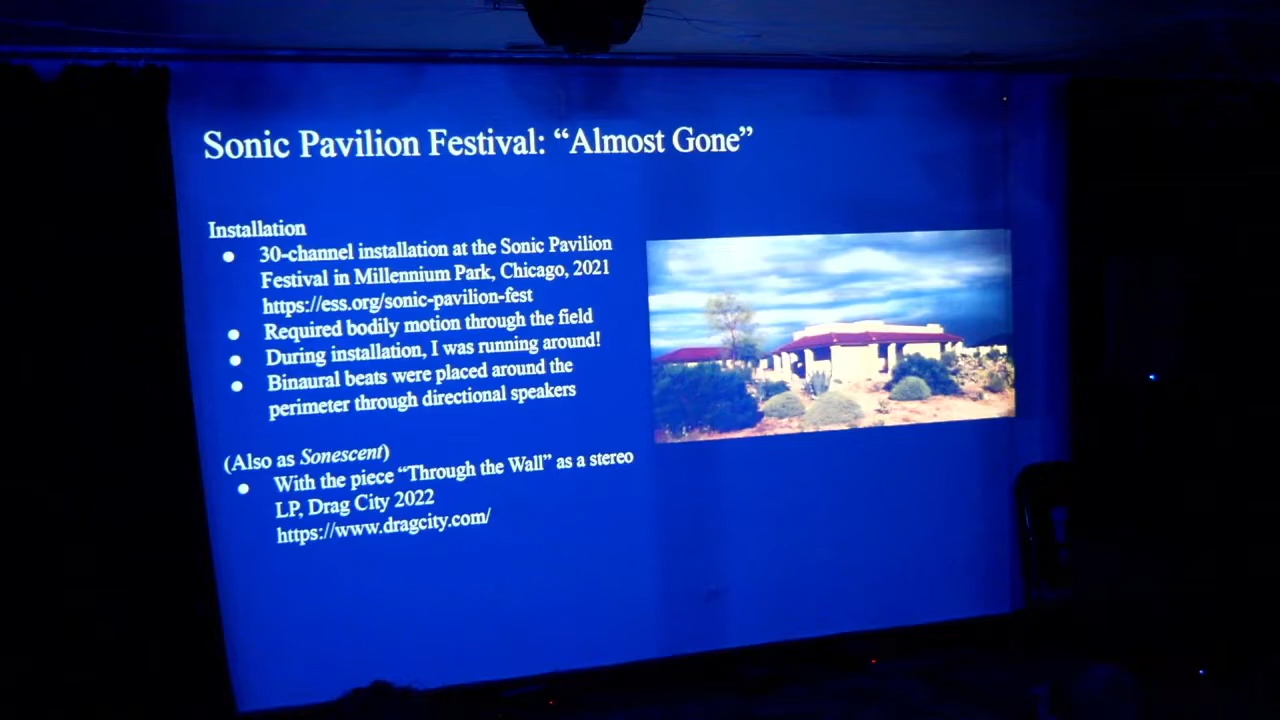 Sonic Pavilion Festival: “Almost Gone”
Installation
● 30-channel installation at the Sonic Pavilion
Festival in Millennium Park, Chicago, 2021
https://ess.org/sonic-pavilion-fest
● Required bodily motion through the field
● During installation, I was running around!
● Binaural beats were placed around the
perimeter through directional speakers
(Also as Sonescent)
● With the piece “Through the Wall” as a stereo
LP, Drag City 2022
https://www.dragcity.com/